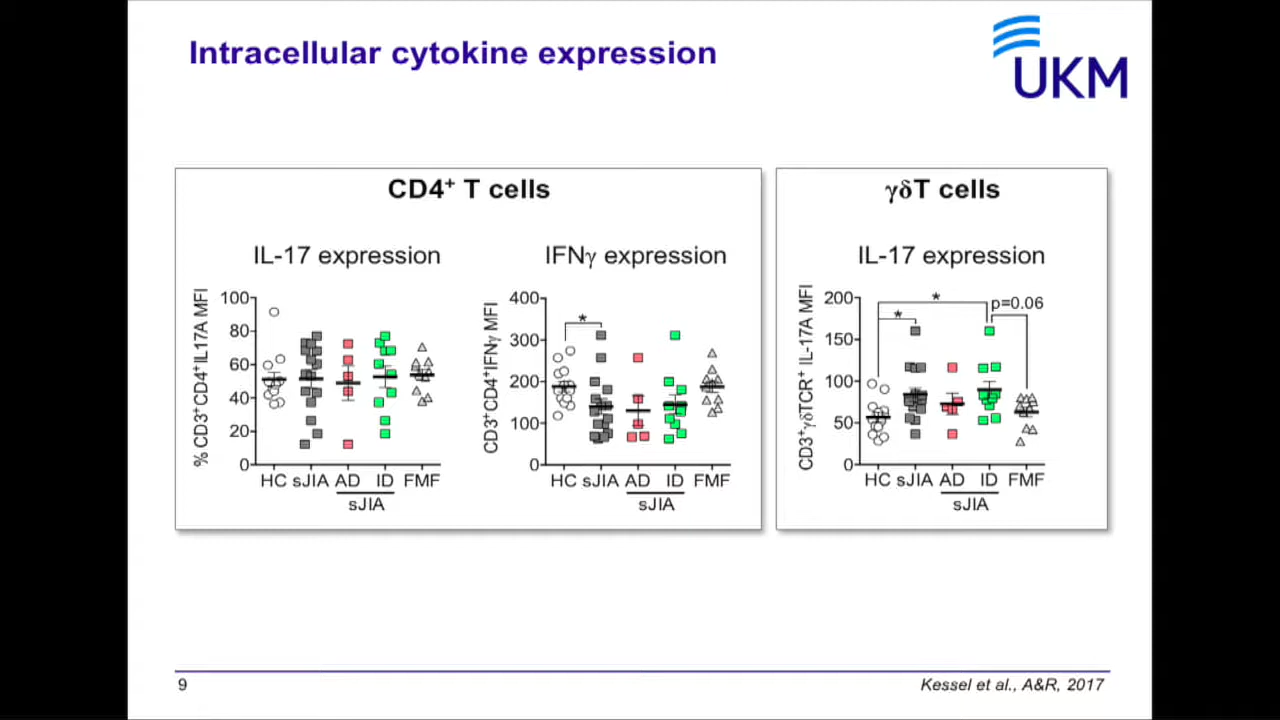 Intracellular cytokine expression
UKM
CD4⁺ T cells
IL-17 expression
% CD3⁺CD4⁺IL17A MFI
100
80
60
40
20
0
HC sJIA AD ID FMF
sJIA
IFNγ expression
CD3⁺CD4⁺IFNγ MFI
400
300
200
100
0
*
HC sJIA AD ID FMF
sJIA
γδT cells
IL-17 expression
CD3⁺γδTCR⁺ IL-17A MFI
200
150
100
50
0
*
*
p=0.06
HC sJIA AD ID FMF
sJIA
9
Kessel et al., A&R, 2017